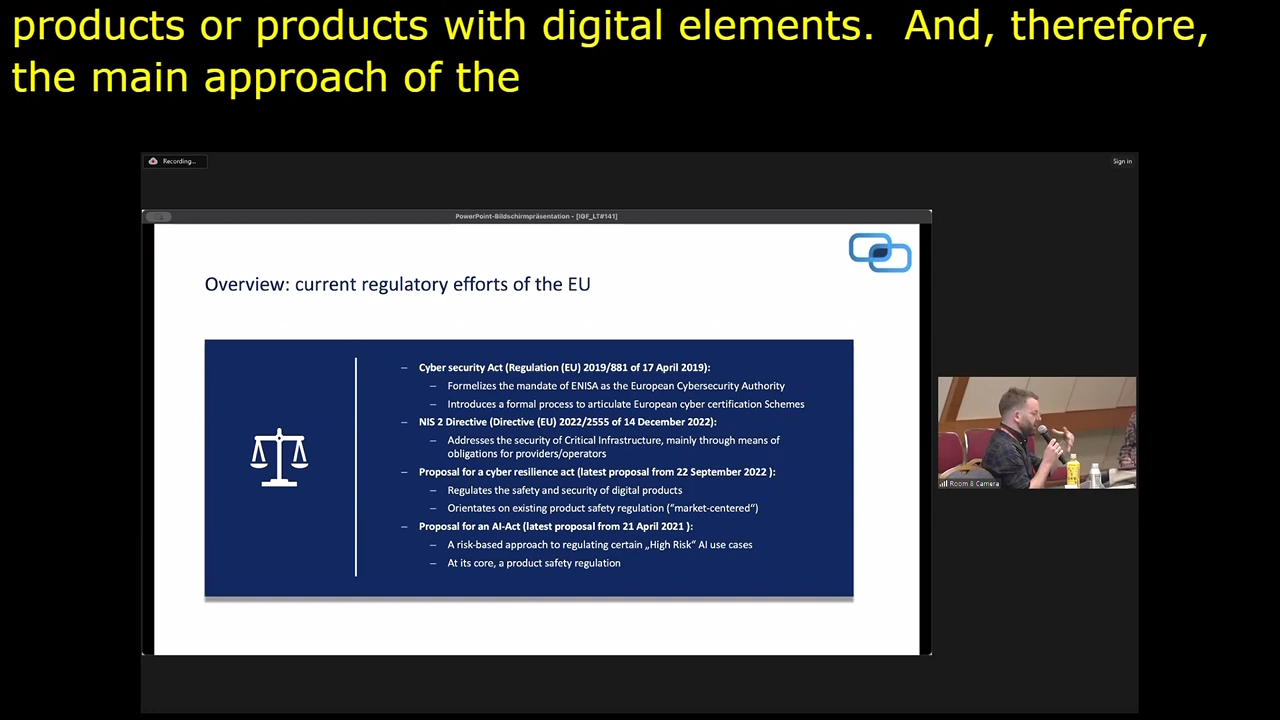 products or products with digital elements.  And, therefore,
the main approach of the
Recording...
Sign in
PowerPoint-Bildschirmpräsentation - [IGF_LT#141]
Overview: current regulatory efforts of the EU
– Cyber security Act (Regulation (EU) 2019/881 of 17 April 2019):
– Formelizes the mandate of ENISA as the European Cybersecurity Authority
– Introduces a formal process to articulate European cyber certification Schemes
– NIS 2 Directive (Directive (EU) 2022/2555 of 14 December 2022):
– Addresses the security of Critical Infrastructure, mainly through means of
obligations for providers/operators
– Proposal for a cyber resilience act (latest proposal from 22 September 2022 ):
– Regulates the safety and security of digital products
– Orientates on existing product safety regulation (“market-centered“)
– Proposal for an AI-Act (latest proposal from 21 April 2021 ):
– A risk-based approach to regulating certain „High Risk“ AI use cases
– At its core, a product safety regulation
Room 8 Camera